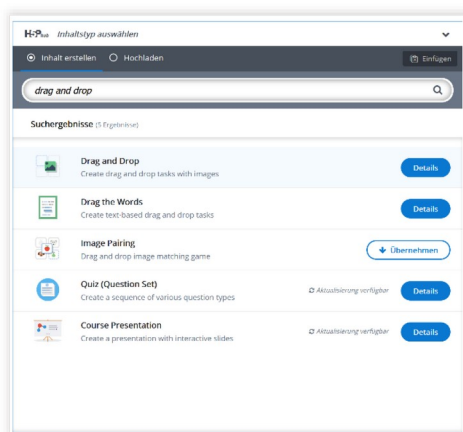 H5P Hub Inhaltstyp auswählen
Inhalt erstellen Hochladen Einfügen
drag and drop
Suchergebnisse (5 Ergebnisse)
Drag and Drop
Create drag and drop tasks with images
Details
Drag the Words
Create text-based drag and drop tasks
Details
Image Pairing
Drag and drop image matching game
Übernehmen
Quiz (Question Set)
Create a sequence of various question types
Aktualisierung verfügbar
Details
Course Presentation
Create a presentation with interactive slides
Aktualisierung verfügbar
Details